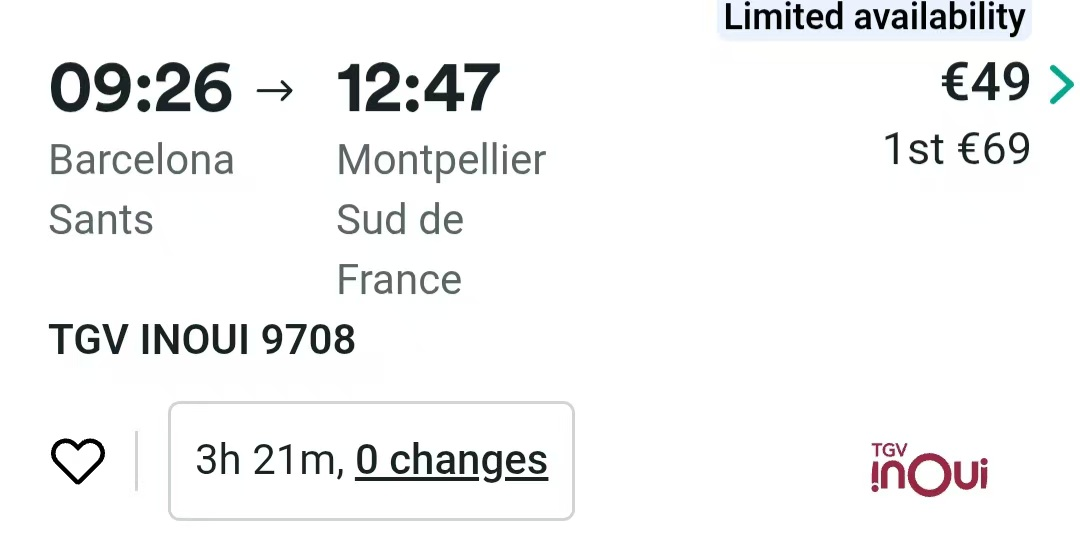 Limited availability
09:26 → 12:47 €49
1st €69
Barcelona Montpellier
Sants Sud de
France
TGV INOUI 9708
3h 21m, 0 changes
TGV
inOui